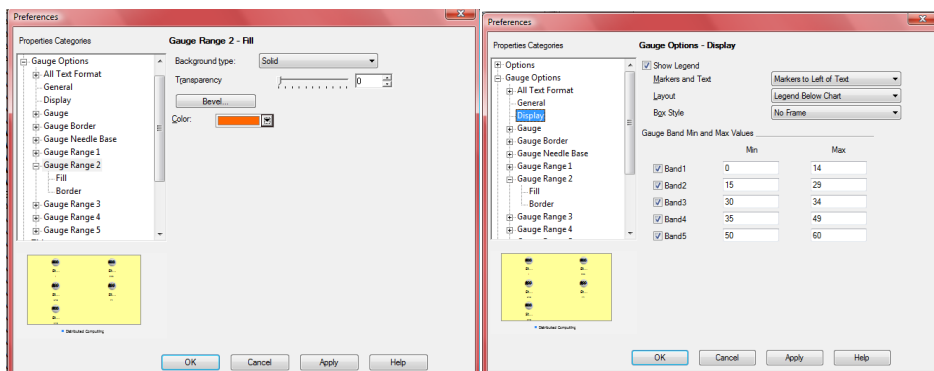 Preferences
Properties Categories
Gauge Range 2 - Fill
Gauge Options
All Text Format
General
Display
Gauge
Gauge Border
Gauge Needle Base
Gauge Range 1
Gauge Range 2
Fill
Border
Gauge Range 3
Gauge Range 4
Gauge Range 5
Background type: Solid
Transparency 0
Bevel...
Color:
Distributed Computing
OK Cancel Apply Help
Preferences
Properties Categories
Gauge Options - Display
Options
Gauge Options
All Text Format
General
Display
Gauge
Gauge Border
Gauge Needle Base
Gauge Range 1
Gauge Range 2
Fill
Border
Gauge Range 3
Gauge Range 4
Show Legend
Markers and Text Markers to Left of Text
Layout Legend Below Chart
Box Style No Frame
Gauge Band Min and Max Values
Min Max
Band1 0 14
Band2 15 29
Band3 30 34
Band4 35 49
Band5 50 60
Distributed Computing
OK Cancel Apply Help